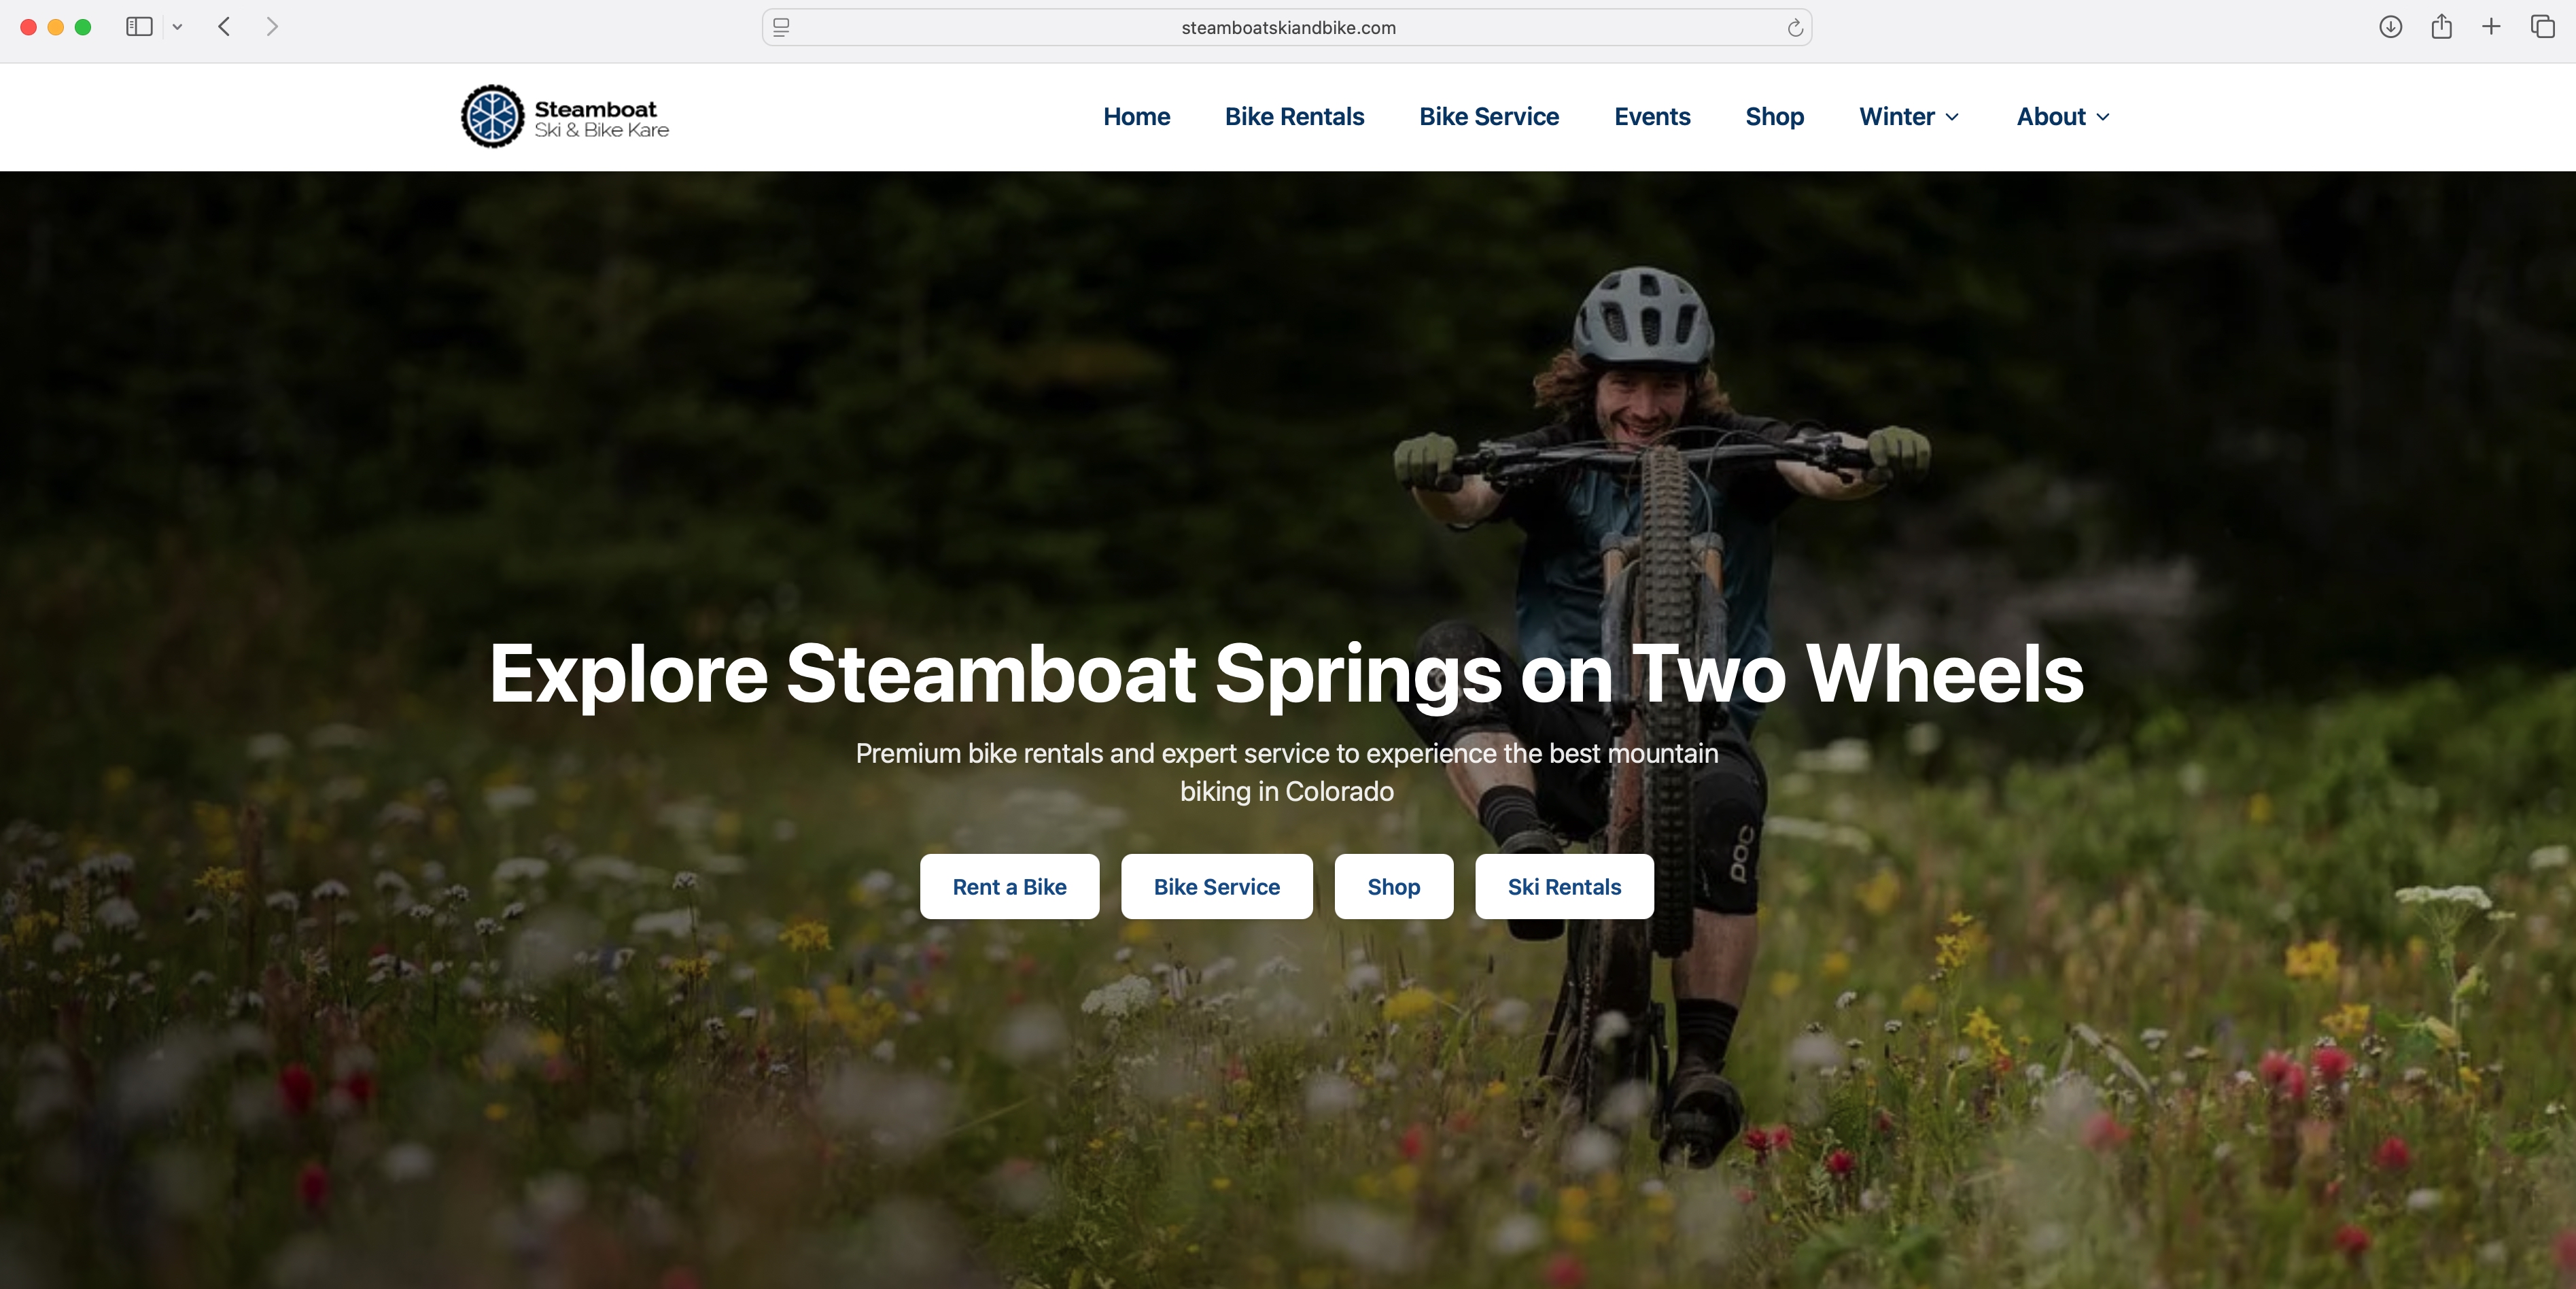 steamboatskiandbike.com
Steamboat
Ski & Bike Kare
Home Bike Rentals Bike Service Events Shop Winter About
Explore Steamboat Springs on Two Wheels
Premium bike rentals and expert service to experience the best mountain
biking in Colorado
Rent a Bike Bike Service Shop Ski Rentals
poc